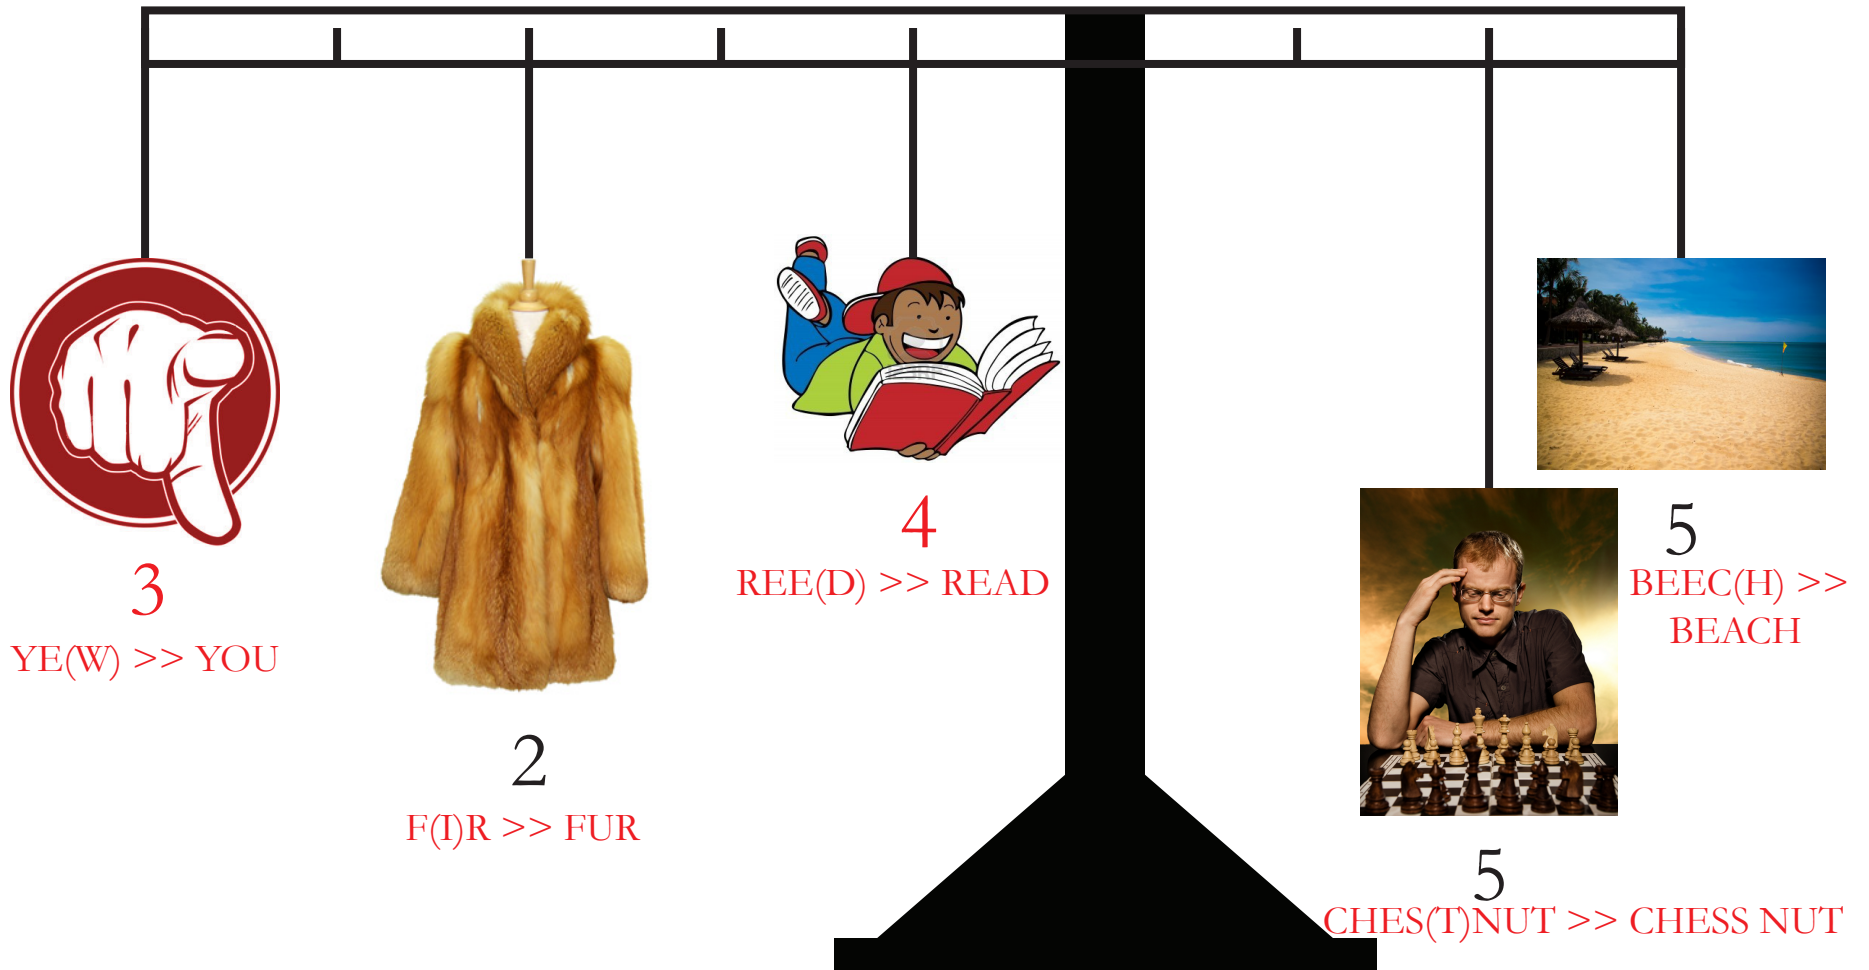 3
YE(W) >> YOU
2
F(I)R >> FUR
4
REE(D) >> READ
5
CHES(T)NUT >> CHESS NUT
5
BEEC(H) >>
BEACH